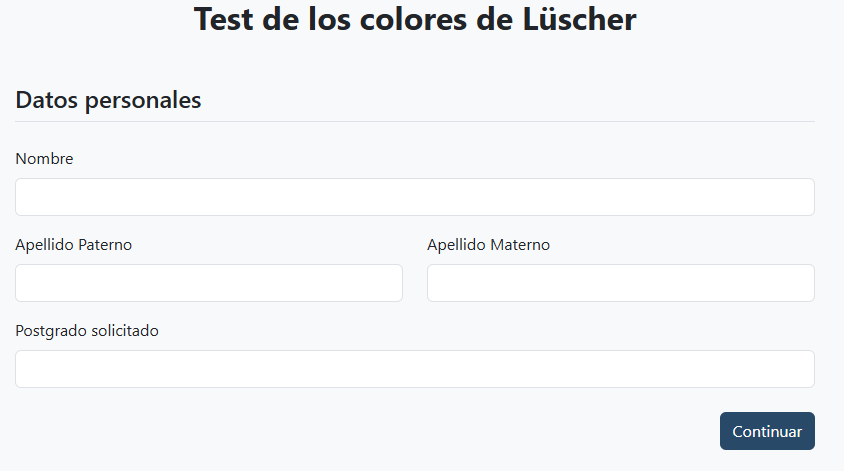 Test de los colores de Lüscher
Datos personales
Nombre
Apellido Paterno
Apellido Materno
Postgrado solicitado
Continuar